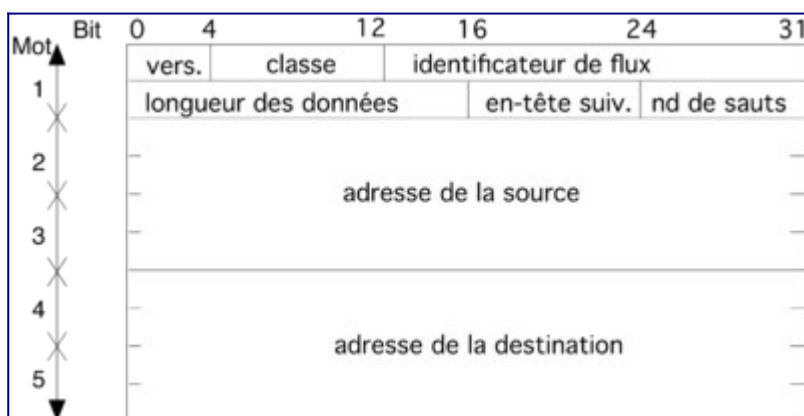 Bit 0 4 12 16 24 31
Mot
vers. classe identificateur de flux
1
longueur des données en-tête suiv. nd de sauts
2
adresse de la source
3
4
adresse de la destination
5